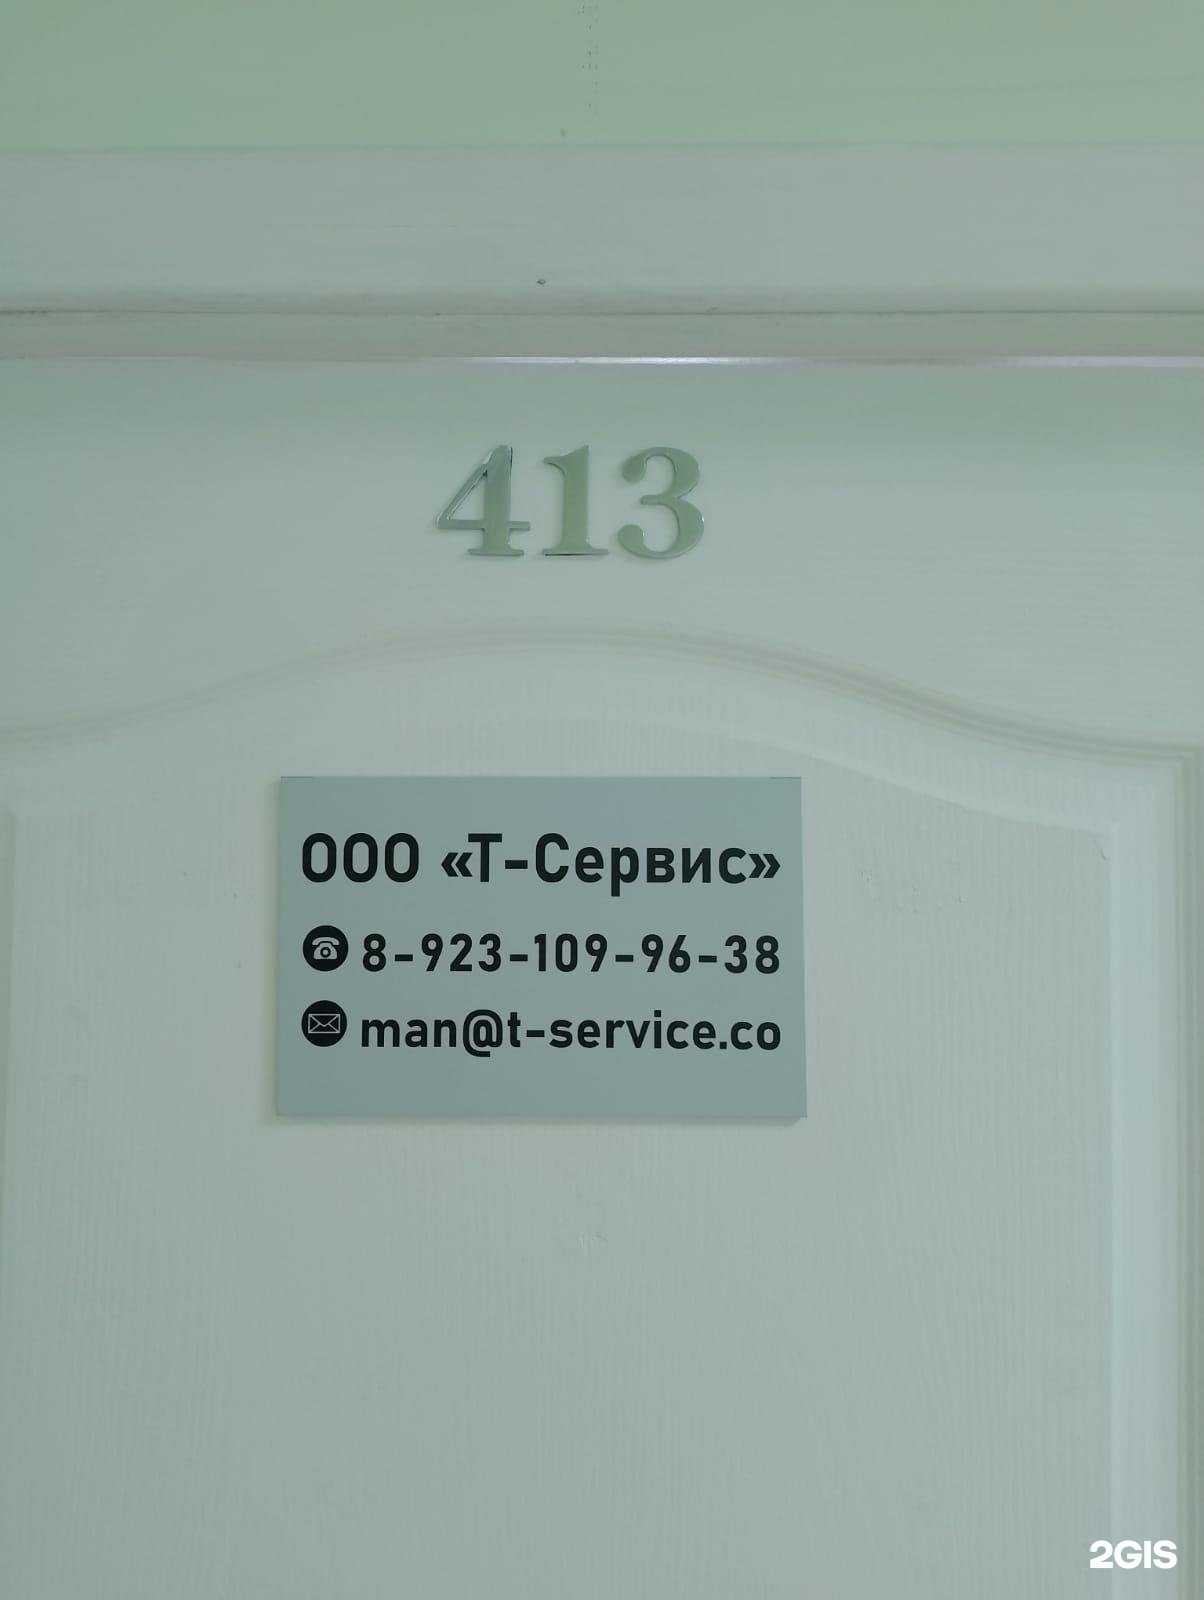 413
ООО «Т-Сервис»
8-923-109-96-38
man@t-service.co
2GIS